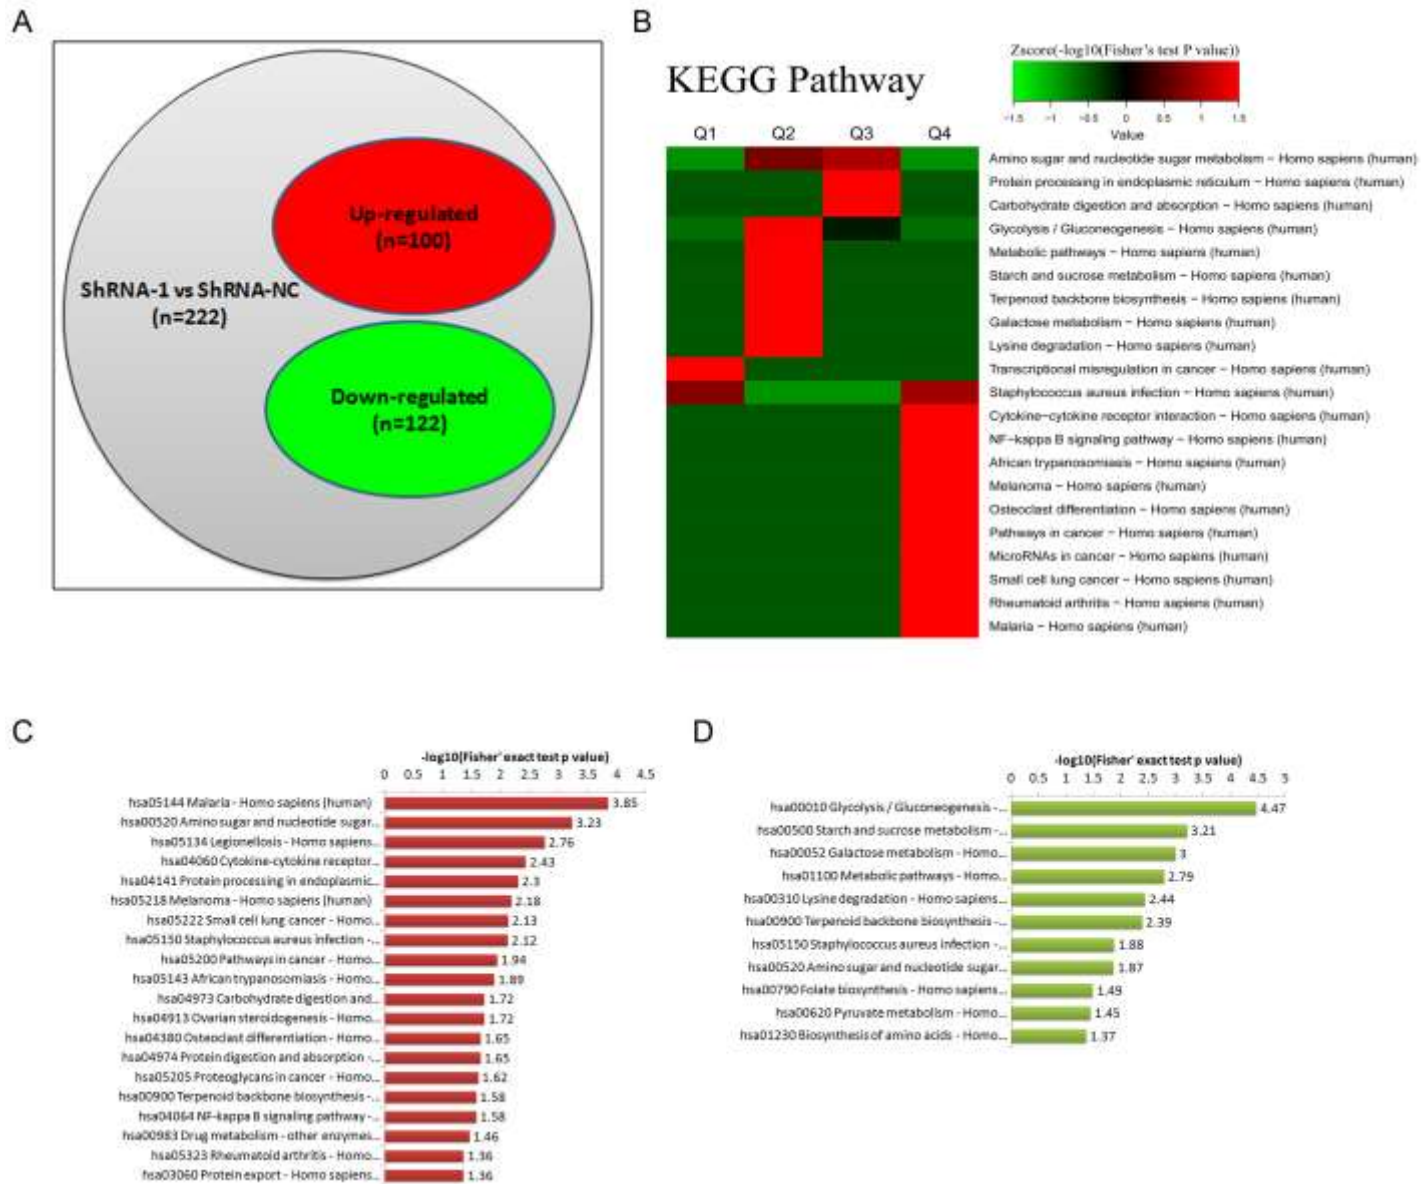 A
Up-regulated
(n=100)
ShRNA-1 vs ShRNA-NC
(n=222)
Down-regulated
(n=122)
B
KEGG Pathway
Zscore(-log10(Fisher's test P value))
-1.5 -1 -0.5 0 0.5 1 1.5
Value
Q1 Q2 Q3 Q4
Amino sugar and nucleotide sugar metabolism − Homo sapiens (human)
Protein processing in endoplasmic reticulum − Homo sapiens (human)
Carbohydrate digestion and absorption − Homo sapiens (human)
Glycolysis / Gluconeogenesis − Homo sapiens (human)
Metabolic pathways − Homo sapiens (human)
Starch and sucrose metabolism − Homo sapiens (human)
Terpenoid backbone biosynthesis − Homo sapiens (human)
Galactose metabolism − Homo sapiens (human)
Lysine degradation − Homo sapiens (human)
Transcriptional misregulation in cancer − Homo sapiens (human)
Staphylococcus aureus infection − Homo sapiens (human)
Cytokine−cytokine receptor interaction − Homo sapiens (human)
NF−kappa B signaling pathway − Homo sapiens (human)
African trypanosomiasis − Homo sapiens (human)
Melanoma − Homo sapiens (human)
Osteoclast differentiation − Homo sapiens (human)
Pathways in cancer − Homo sapiens (human)
MicroRNAs in cancer − Homo sapiens (human)
Small cell lung cancer − Homo sapiens (human)
Rheumatoid arthritis − Homo sapiens (human)
Malaria − Homo sapiens (human)
C
-log10(Fisher' exact test p value)
0 0.5 1 1.5 2 2.5 3 3.5 4 4.5
hsa05144 Malaria - Homo sapiens (human) 3.85
hsa00520 Amino sugar and nucleotide sugar... 3.23
hsa05134 Legionellosis - Homo sapiens... 2.76
hsa04060 Cytokine-cytokine receptor... 2.43
hsa04141 Protein processing in endoplasmic... 2.3
hsa05218 Melanoma - Homo sapiens (human) 2.18
hsa05222 Small cell lung cancer - Homo... 2.13
hsa05150 Staphylococcus aureus infection -... 2.12
hsa05200 Pathways in cancer - Homo... 1.94
hsa05143 African trypanosomiasis - Homo... 1.89
hsa04973 Carbohydrate digestion and... 1.72
hsa04913 Ovarian steroidogenesis - Homo... 1.72
hsa04380 Osteoclast differentiation - Homo... 1.65
hsa04974 Protein digestion and absorption -... 1.65
hsa05205 Proteoglycans in cancer - Homo... 1.62
hsa00900 Terpenoid backbone biosynthesis -... 1.58
hsa04064 NF-kappa B signaling pathway -... 1.58
hsa00983 Drug metabolism - other enzymes... 1.46
hsa05323 Rheumatoid arthritis - Homo... 1.36
hsa03060 Protein export - Homo sapiens... 1.36
D
-log10(Fisher' exact test p value)
0 0.5 1 1.5 2 2.5 3 3.5 4 4.5 5
hsa00010 Glycolysis / Gluconeogenesis -... 4.47
hsa00500 Starch and sucrose metabolism -... 3.21
hsa00052 Galactose metabolism - Homo... 3
hsa01100 Metabolic pathways - Homo... 2.79
hsa00310 Lysine degradation - Homo sapiens... 2.44
hsa00900 Terpenoid backbone biosynthesis -... 2.39
hsa05150 Staphylococcus aureus infection -... 1.88
hsa00520 Amino sugar and nucleotide sugar... 1.87
hsa00790 Folate biosynthesis - Homo sapiens... 1.49
hsa00620 Pyruvate metabolism - Homo... 1.45
hsa01230 Biosynthesis of amino acids - Homo... 1.37